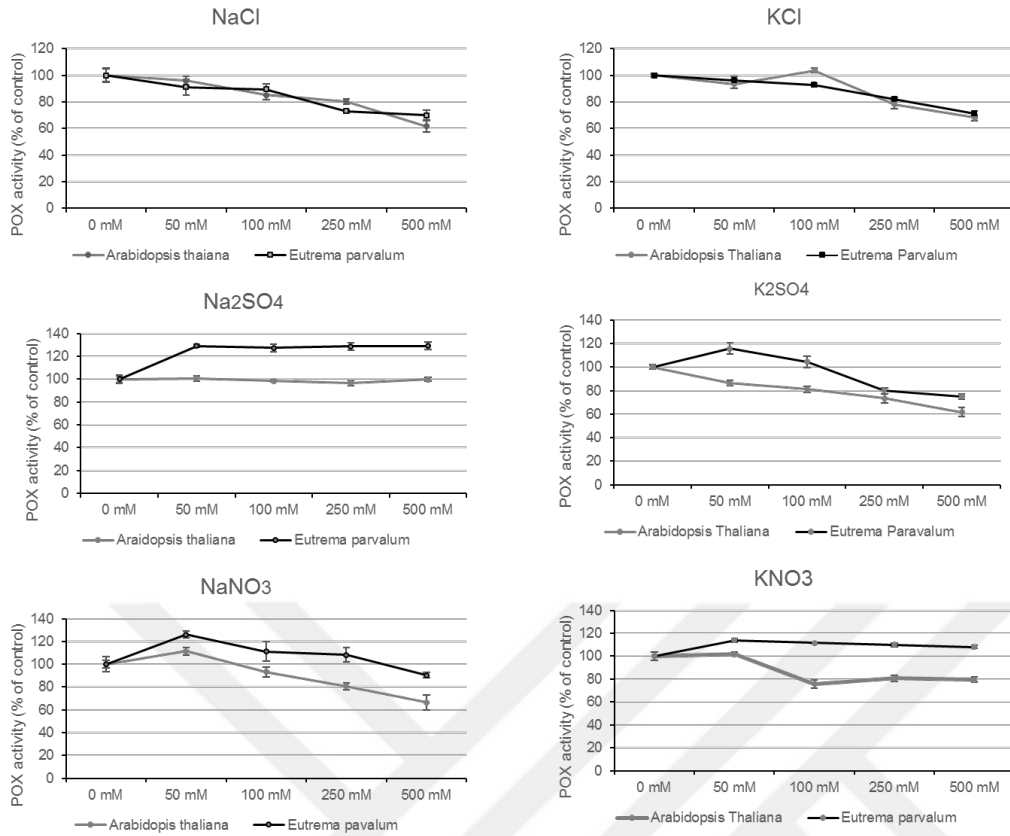 NaCl
POX activity (% of control)
120
100
80
60
40
20
0
0 mM 50 mM 100 mM 250 mM 500 mM
Arabidopsis thaiana Eutrema parvalum
KCl
POX activity (% of control)
120
100
80
60
40
20
0
0 mM 50 mM 100 mM 250 mM 500 mM
Arabidopsis Thaliana Eutrema Parvalum
Na2SO4
POX activity (% of control)
140
120
100
80
60
40
20
0
0 mM 50 mM 100 mM 250 mM 500 mM
Araidopsis thaliana Eutrema parvalum
K2SO4
POX activity (% of control)
140
120
100
80
60
40
20
0
0 mM 50 mM 100 mM 250 mM 500 mM
Arabidopsis Thaliana Eutrema Paravalum
NaNO3
POX activity (% of control)
140
120
100
80
60
40
20
0
0 mM 50 mM 100 mM 250 mM 500 mM
Arabidopis thaliana Eutrema pavalum
KNO3
POX activity (% of control)
140
120
100
80
60
40
20
0
0 mM 50 mM 100 mM 250 mM 500 mM
Arabidopsis Thaliana Eutrema parvalum